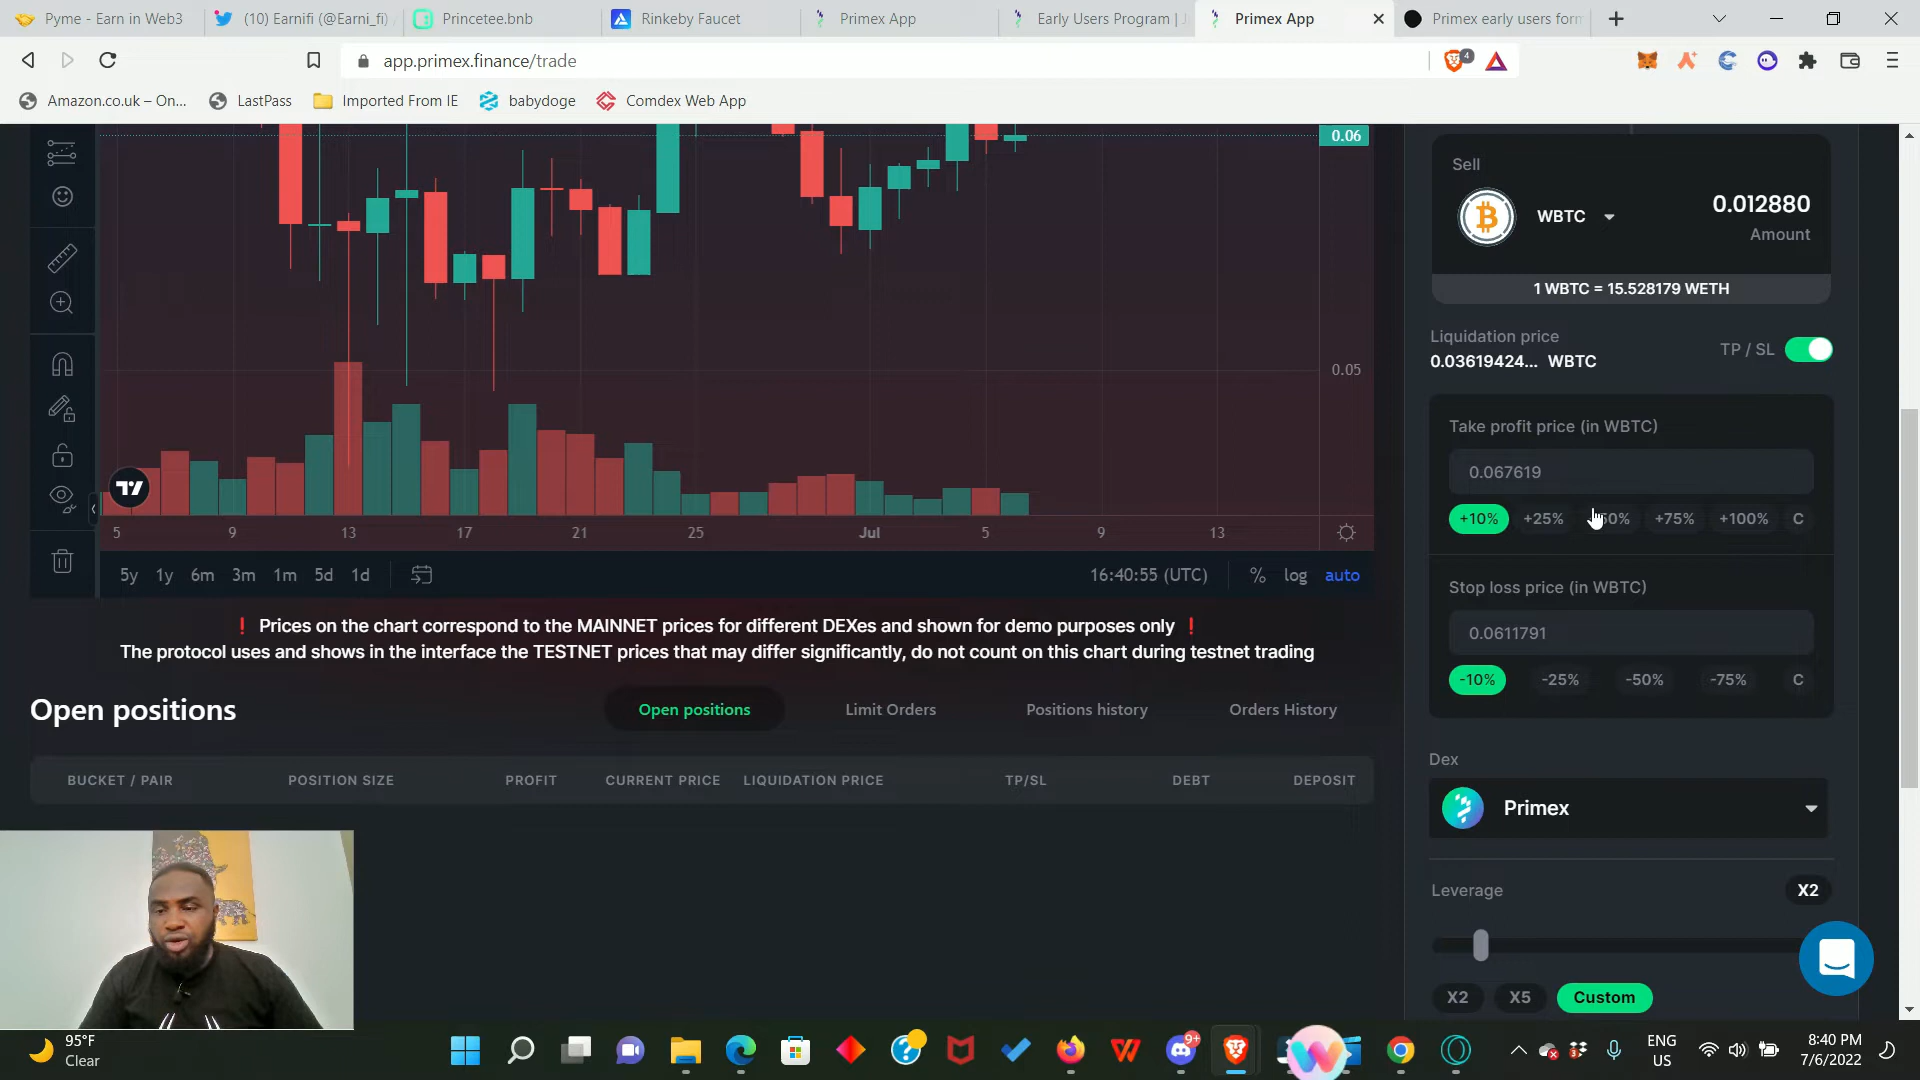 Pyme - Earn in Web3
(10) Earnifi (@Earni_fi)
Princetee.bnb
Rinkeby Faucet
Primex App
Early Users Program |
Primex App
Primex early users form
app.primex.finance/trade
4
Amazon.co.uk – On...
LastPass
Imported From IE
babydoge
Comdex Web App
0.06
0.05
5 9 13 17 21 25 Jul 5 9 13
5y 1y 6m 3m 1m 5d 1d
16:40:55 (UTC) % log auto
❗ Prices on the chart correspond to the MAINNET prices for different DEXes and shown for demo purposes only ❗
The protocol uses and shows in the interface the TESTNET prices that may differ significantly, do not count on this chart during testnet trading
Open positions
Open positions
Limit Orders
Positions history
Orders History
BUCKET / PAIR
POSITION SIZE
PROFIT
CURRENT PRICE
LIQUIDATION PRICE
TP/SL
DEBT
DEPOSIT
Sell
WBTC
0.012880
Amount
1 WBTC = 15.528179 WETH
Liquidation price
0.03619424... WBTC
TP / SL
Take profit price (in WBTC)
0.067619
+10% +25% 50% +75% +100% C
Stop loss price (in WBTC)
0.0611791
-10% -25% -50% -75% C
Dex
Primex
Leverage
X2
X2 X5 Custom
95°F
Clear
9+
ENG
US
8:40 PM
7/6/2022